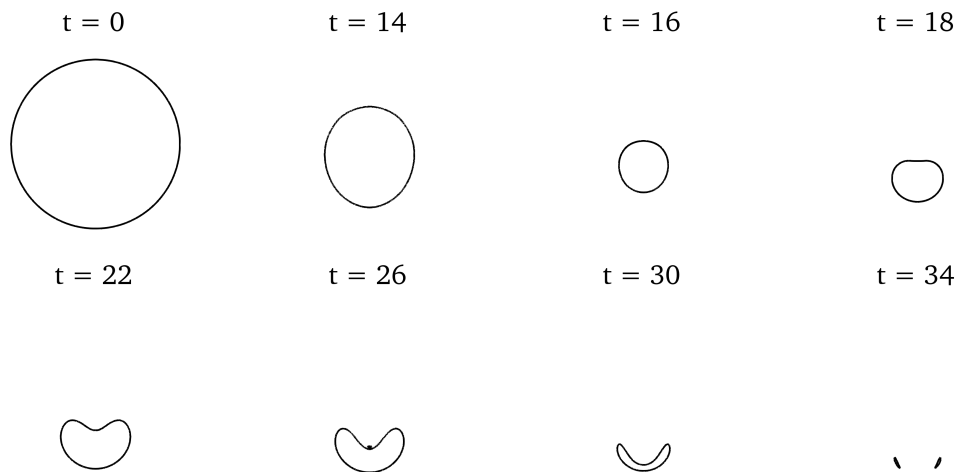 t = 0
t = 14
t = 16
t = 18
t = 22
t = 26
t = 30
t = 34